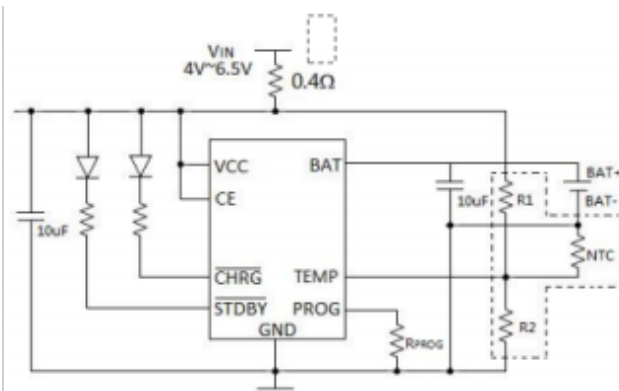 VIN
4V~6.5V
0.4Ω
VCC
BAT
BAT+
CE
10uF
R1
BAT-
10uF
NTC
CHRG
TEMP
STDBY
PROG
R2
GND
RPROG